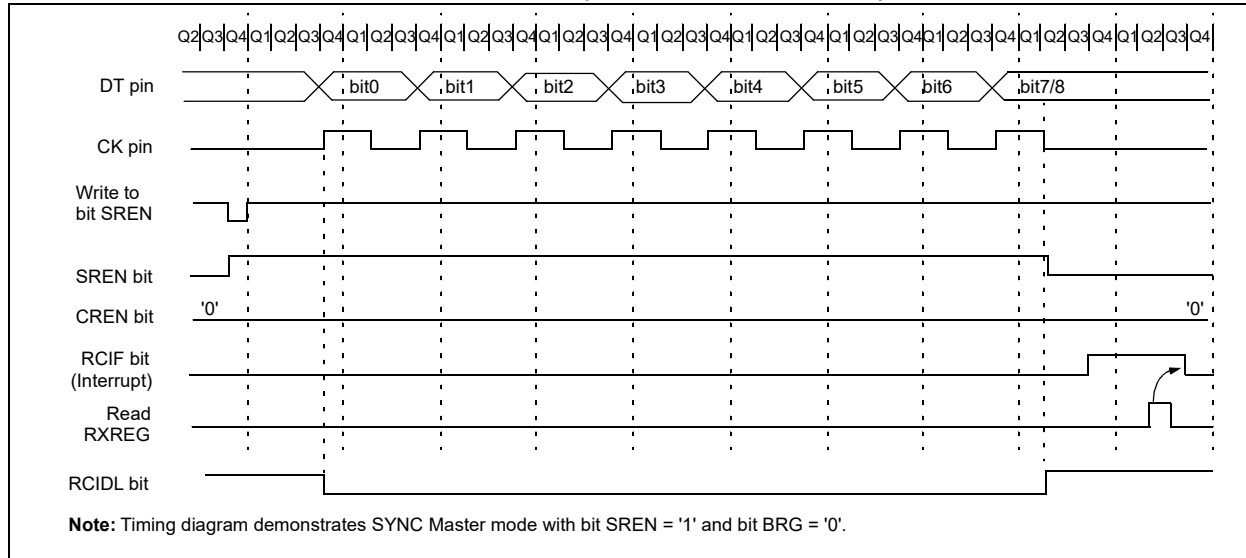 Q2 Q3 Q4 Q1 Q2 Q3 Q4 Q1 Q2 Q3 Q4 Q1 Q2 Q3 Q4 Q1 Q2 Q3 Q4 Q1 Q2 Q3 Q4 Q1 Q2 Q3 Q4 Q1 Q2 Q3 Q4 Q1 Q2 Q3 Q4 Q1 Q2 Q3 Q4 Q1 Q2 Q3 Q4
DT pin bit0 bit1 bit2 bit3 bit4 bit5 bit6 bit7/8
CK pin
Write to
bit SREN
SREN bit
CREN bit '0' '0'
RCIF bit
(Interrupt)
Read
RXREG
RCIDL bit
Note: Timing diagram demonstrates SYNC Master mode with bit SREN = '1' and bit BRG = '0'.